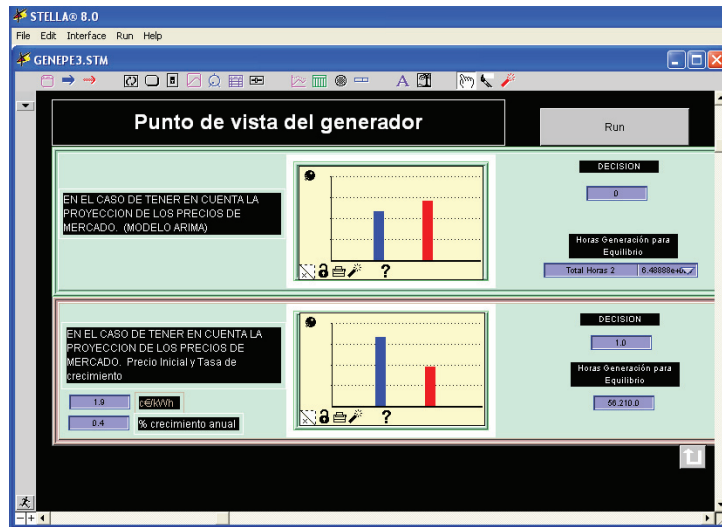 STELLA® 8.0
File Edit Interface Run Help
GENEPE3.STM
A
Punto de vista del generador
Run
EN EL CASO DE TENER EN CUENTA LA
PROYECCION DE LOS PRECIOS DE
MERCADO. (MODELO ARIMA)
?
DECISION
0
Horas Generación para
Equilibrio
Total Horas 2
EN EL CASO DE TENER EN CUENTA LA
PROYECCION DE LOS PRECIOS DE
MERCADO. Precio Inicial y Tasa de
crecimiento
1.9 c€/kWh
0.4 % crecimiento anual
?
DECISION
1.0
Horas Generación para
Equilibrio
56.210.0